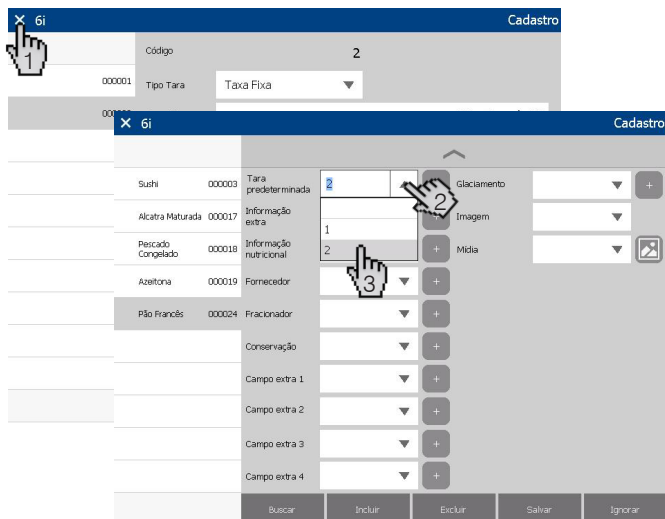 6i Cadastro
1
Código 2
000001 Tipo Tara Taxa Fixa
6i Cadastro
Sushi 000003 Tara predeterminada 2 Glaciamento +
2
Alcatra Maturada 000017 Informação extra + Imagem
1
Pescado Congelado 000018 Informação nutricional 2 + Mídia
3
Azeitona 000019 Fornecedor +
Pão Francês 000024 Fracionador +
Conservação +
Campo extra 1 +
Campo extra 2 +
Campo extra 3 +
Campo extra 4 +
Buscar Incluir Excluir Salvar Ignorar